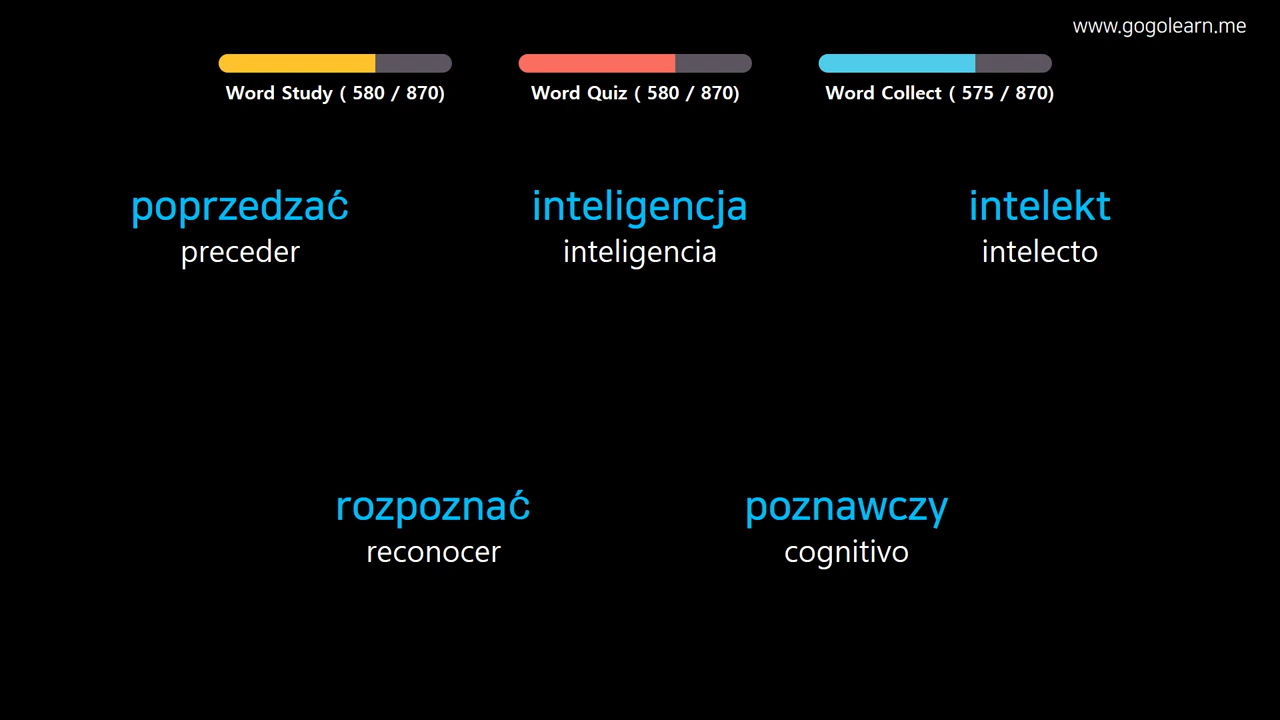 www.gogolearn.me
Word Study ( 580 / 870)
Word Quiz ( 580 / 870)
Word Collect ( 575 / 870)
poprzedzać
preceder
inteligencja
inteligencia
intelekt
intelecto
rozpoznać
reconocer
poznawczy
cognitivo